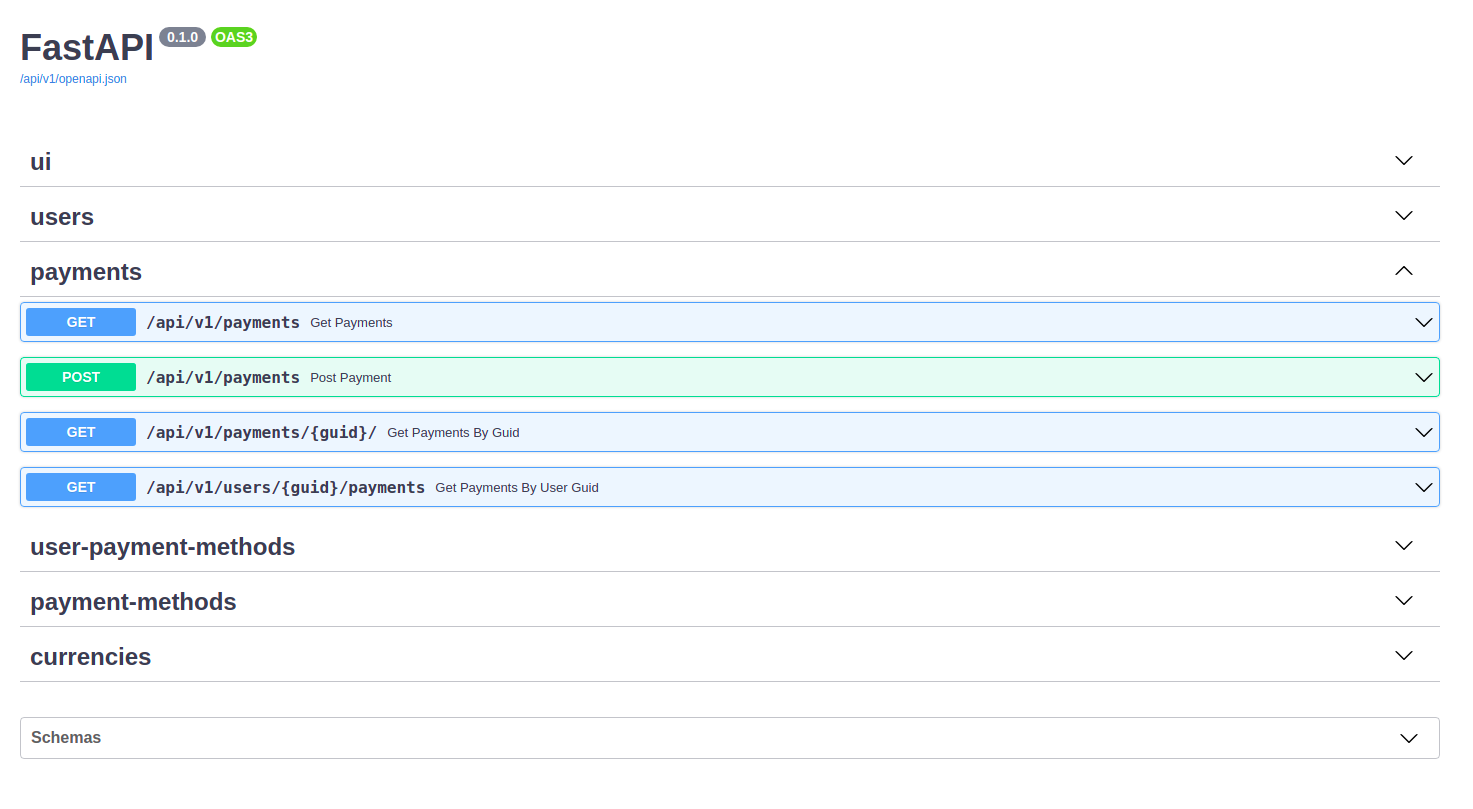 FastAPI 0.1.0 OAS3
/api/v1/openapi.json
ui
users
payments
GET /api/v1/payments Get Payments
POST /api/v1/payments Post Payment
GET /api/v1/payments/{guid}/ Get Payments By Guid
GET /api/v1/users/{guid}/payments Get Payments By User Guid
user-payment-methods
payment-methods
currencies
Schemas